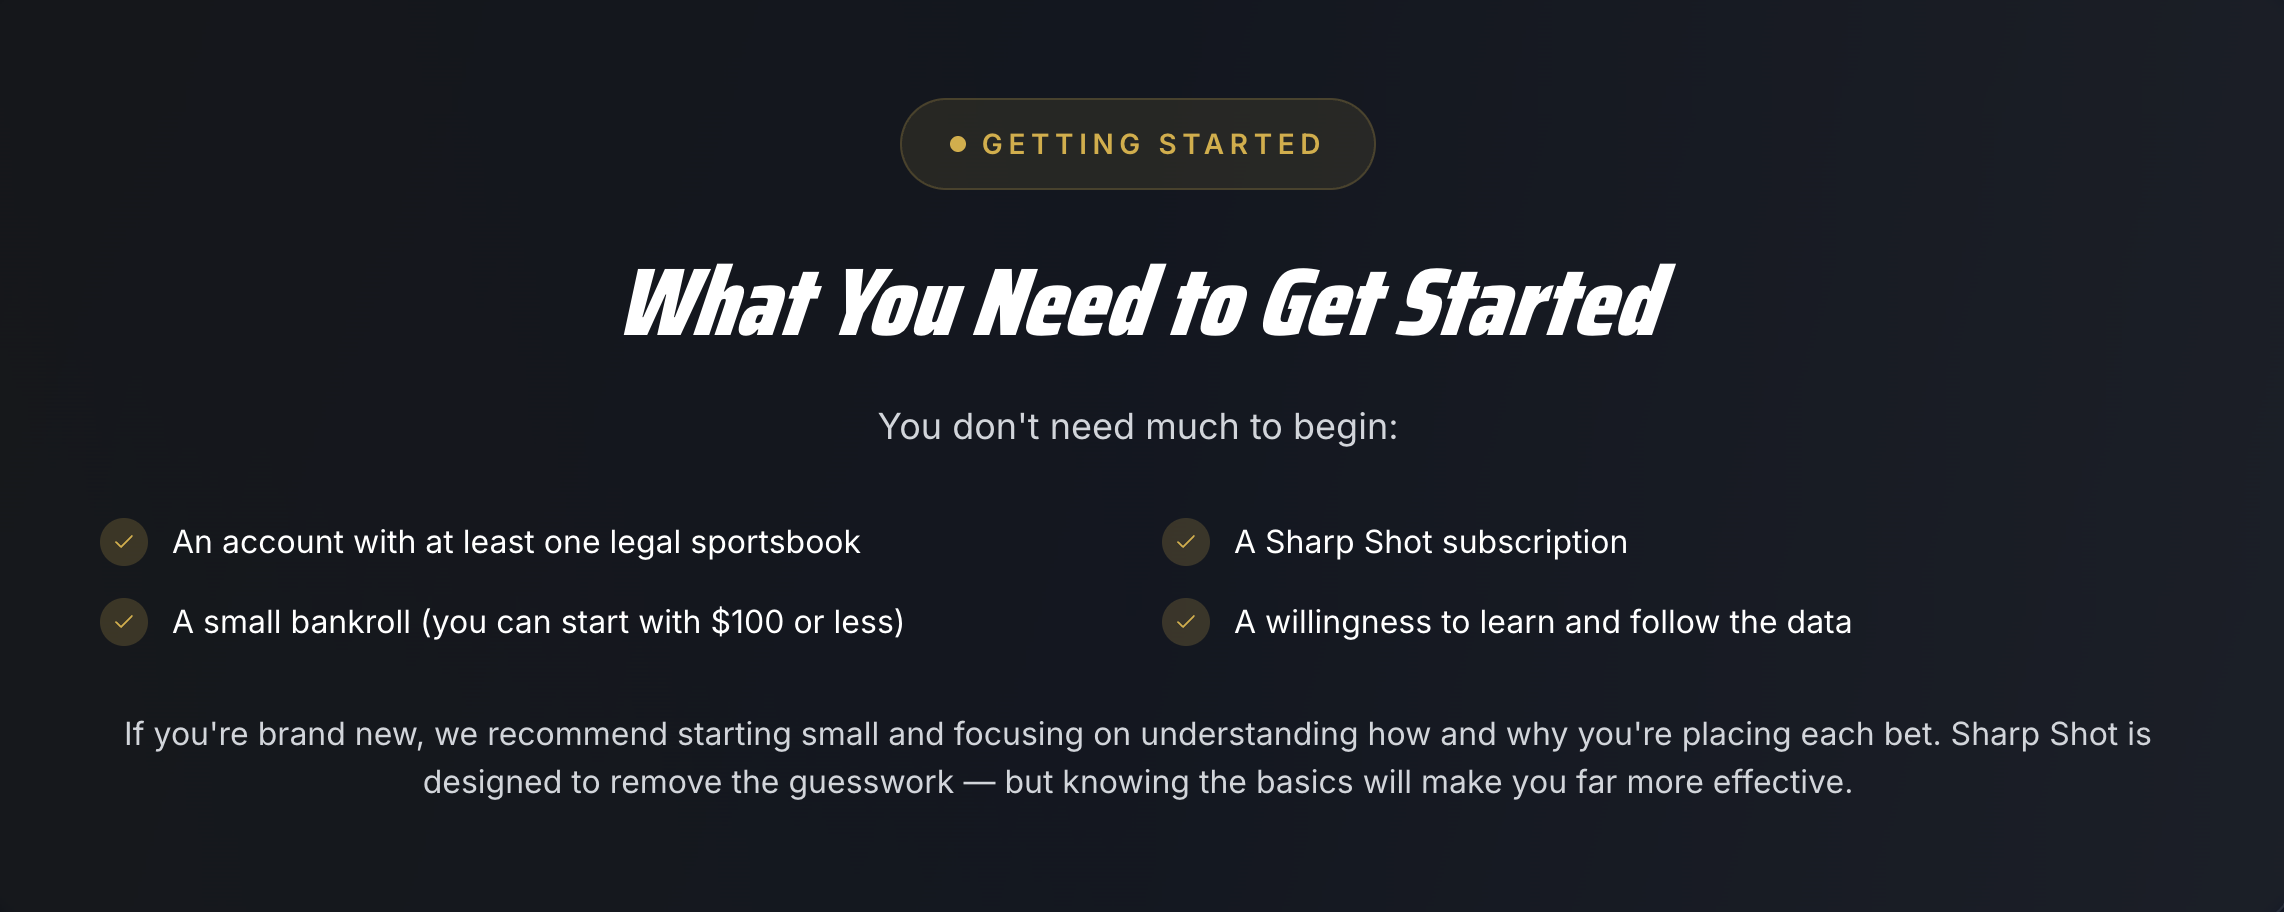 GETTING STARTED
What You Need to Get Started
You don't need much to begin:
An account with at least one legal sportsbook
A Sharp Shot subscription
A small bankroll (you can start with $100 or less)
A willingness to learn and follow the data
If you're brand new, we recommend starting small and focusing on understanding how and why you're placing each bet. Sharp Shot is
designed to remove the guesswork — but knowing the basics will make you far more effective.